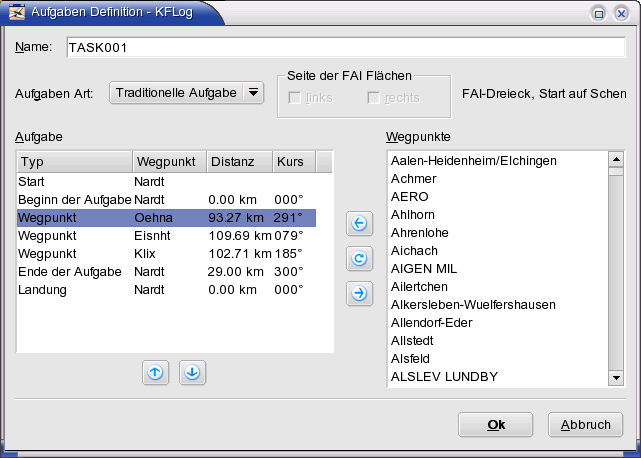 Aufgaben Definition - KFLog
Name: TASK001
Seite der FAI Flächen
Aufgaben Art: Traditionelle Aufgabe links rechts FAI-Dreieck, Start auf Schen
Aufgabe
Typ Wegpunkt Distanz Kurs
Start Nardt
Beginn der Aufgabe Nardt 0.00 km 000°
Wegpunkt Oehna 93.27 km 291°
Wegpunkt Eisnht 109.69 km 079°
Wegpunkt Klix 102.71 km 185°
Ende der Aufgabe Nardt 29.00 km 300°
Landung Nardt 0.00 km 000°
Wegpunkte
Aalen-Heidenheim/Elchingen
Achmer
AERO
Ahlhorn
Ahrenlohe
Aichach
AIGEN MIL
Ailertchen
Alkersleben-Wuelfershausen
Allendorf-Eder
Allstedt
Alsfeld
ALSLEV LUNDBY
Ok Abbruch